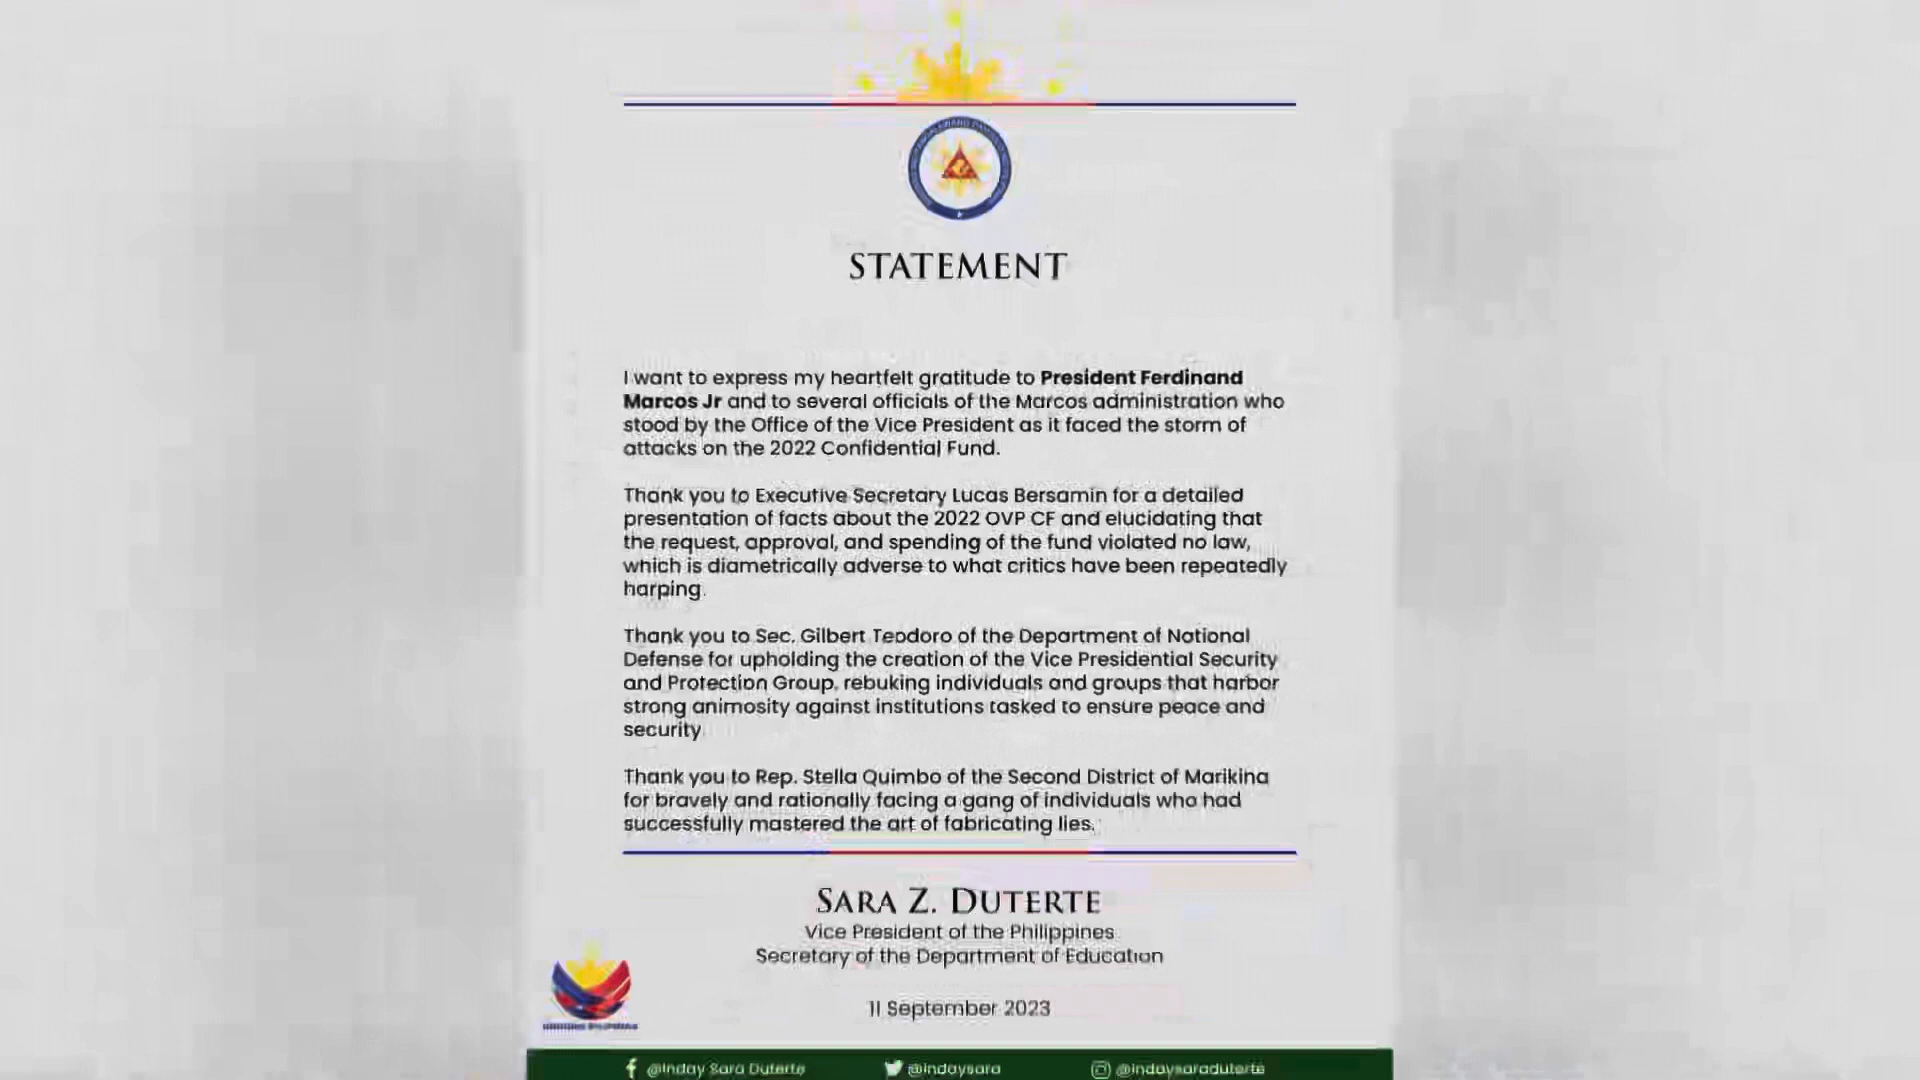 STATEMENT
I want to express my heartfelt gratitude to President Ferdinand
Marcos Jr and to several officials of the Marcos administration who
stood by the Office of the Vice President as it faced the storm of
attacks on the 2022 Confidential Fund.
Thank you to Executive Secretary Lucas Bersamin for a detailed
presentation of facts about the 2022 OVP CF and elucidating that
the request, approval, and spending of the fund violated no law,
which is diametrically adverse to what critics have been repeatedly
harping.
Thank you to Sec. Gilbert Teodoro of the Department of National
Defense for upholding the creation of the Vice Presidential Security
and Protection Group, rebuking individuals and groups that harbor
strong animosity against institutions tasked to ensure peace and
security
Thank you to Rep. Stella Quimbo of the Second District of Marikina
for bravely and rationally facing a gang of individuals who had
successfully mastered the art of fabricating lies.
SARA Z. DUTERTE
Vice President of the Philippines
Secretary of the Department of Education
11 September 2023
@Inday Sara Duterte @indaysara @indaysaraduterte